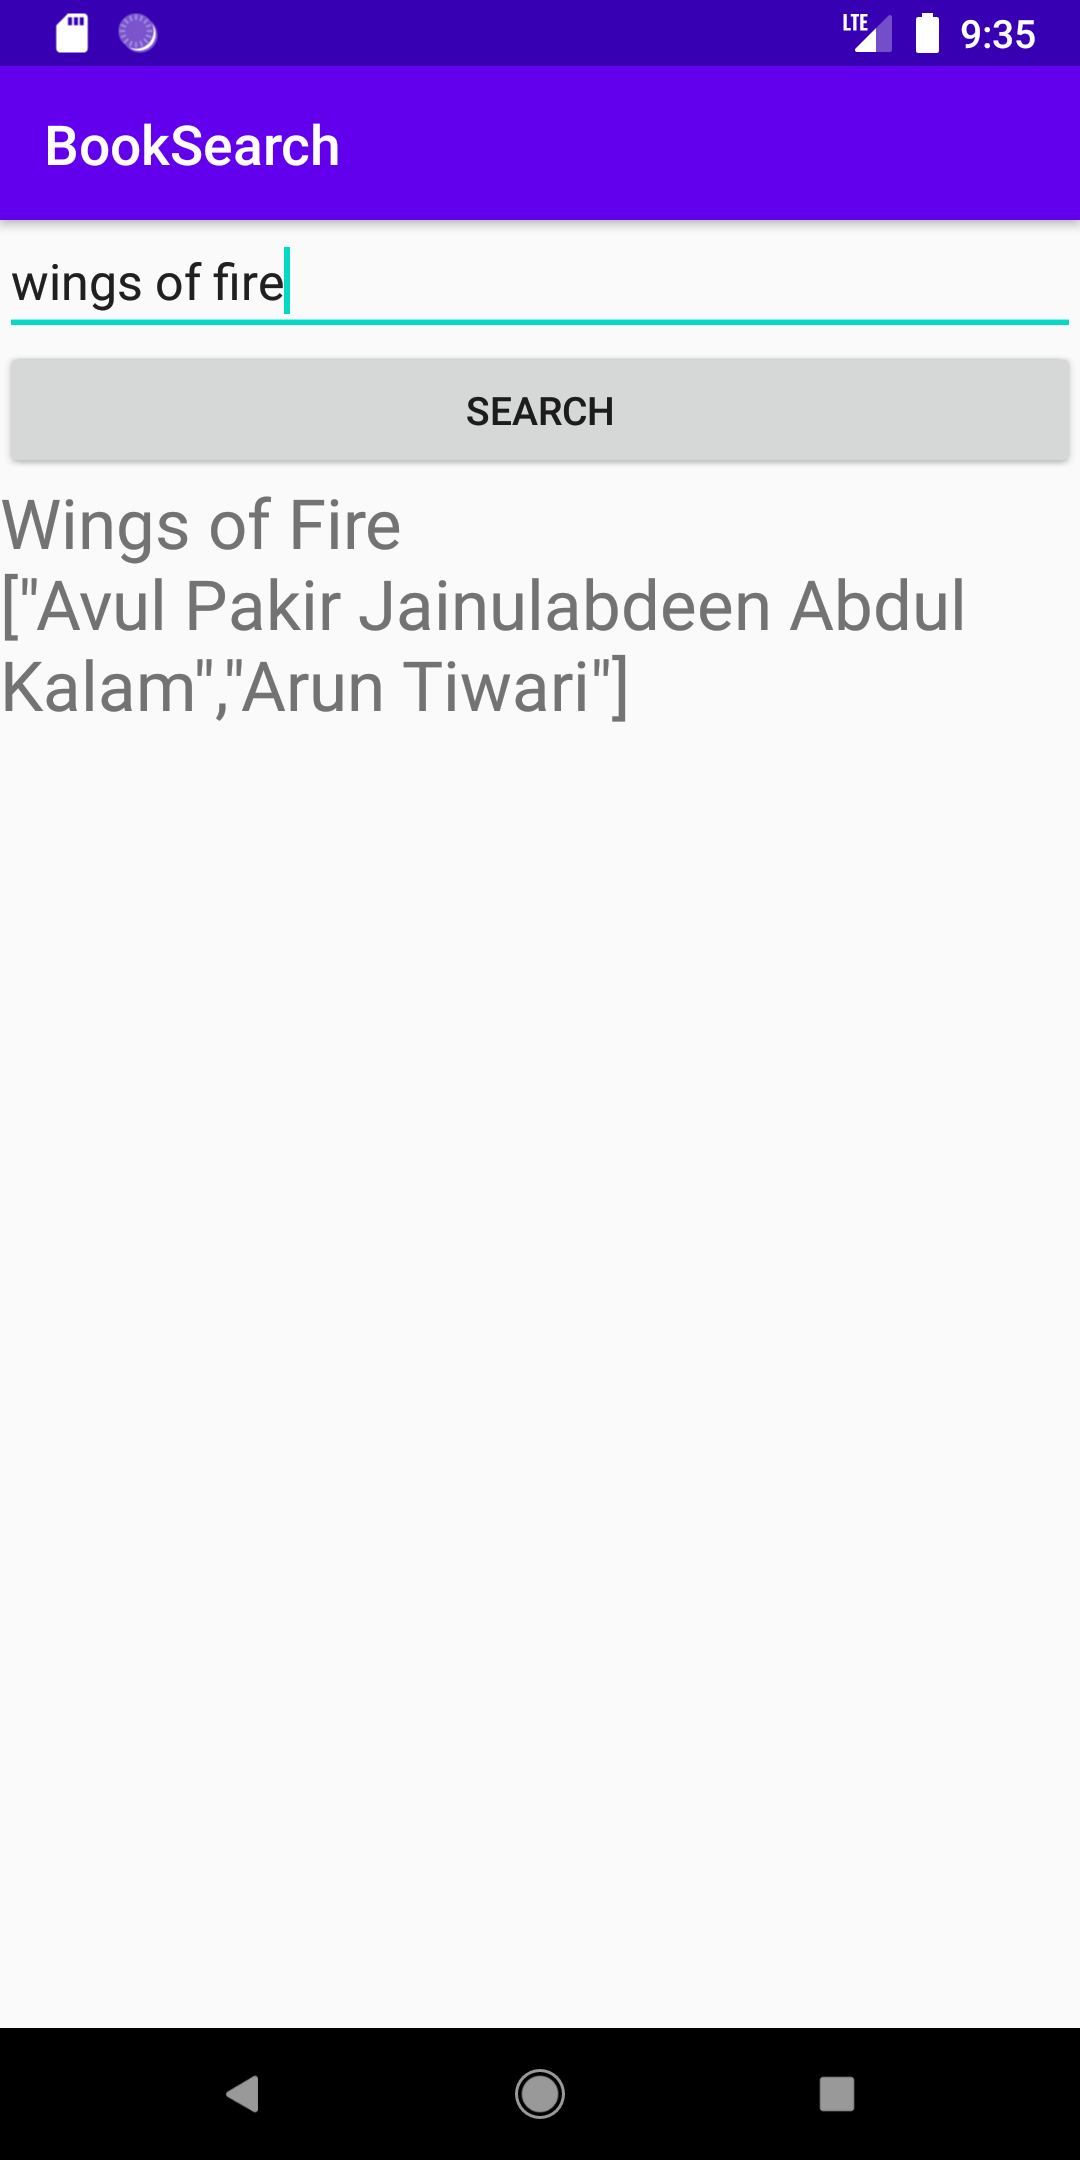 LTE 9:35
BookSearch
wings of fire
SEARCH
Wings of Fire
["Avul Pakir Jainulabdeen Abdul
Kalam","Arun Tiwari"]